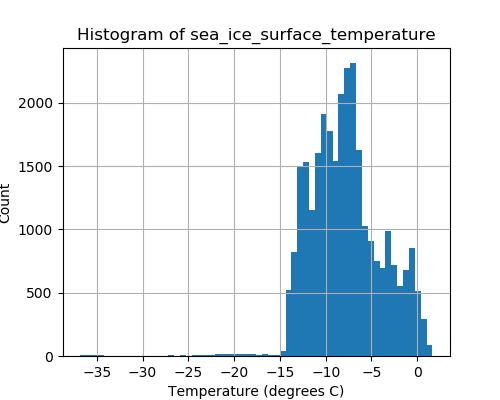 Histogram of sea_ice_surface_temperature
Count
2000
1500
1000
500
0
−35 −30 −25 −20 −15 −10 −5 0
Temperature (degrees C)